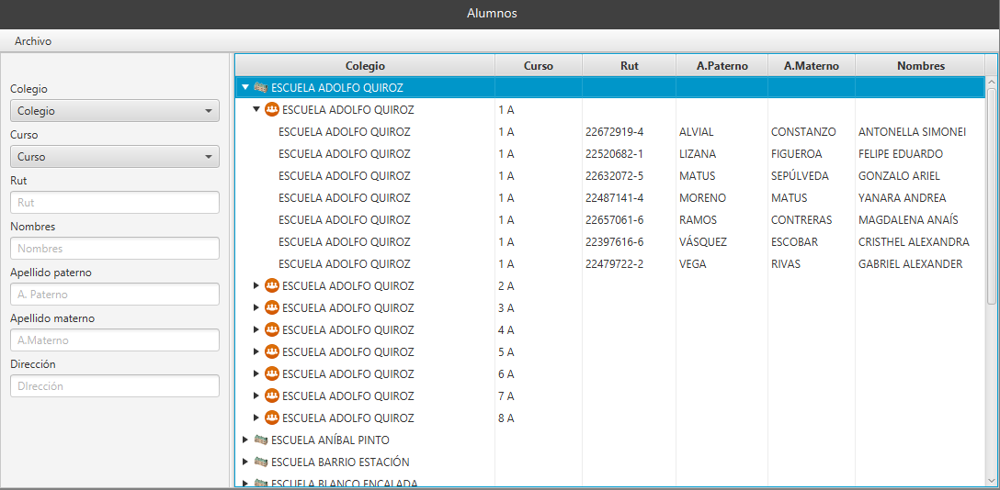 Alumnos
Archivo
Colegio
Colegio
Curso
Curso
Rut
Rut
Nombres
Nombres
Apellido paterno
A. Paterno
Apellido materno
A.Materno
Dirección
DIrección
Colegio Curso Rut A.Paterno A.Materno Nombres
ESCUELA ADOLFO QUIROZ
ESCUELA ADOLFO QUIROZ 1 A
ESCUELA ADOLFO QUIROZ 1 A 22672919-4 ALVIAL CONSTANZO ANTONELLA SIMONEI
ESCUELA ADOLFO QUIROZ 1 A 22520682-1 LIZANA FIGUEROA FELIPE EDUARDO
ESCUELA ADOLFO QUIROZ 1 A 22632072-5 MATUS SEPÚLVEDA GONZALO ARIEL
ESCUELA ADOLFO QUIROZ 1 A 22487141-4 MORENO MATUS YANARA ANDREA
ESCUELA ADOLFO QUIROZ 1 A 22657061-6 RAMOS CONTRERAS MAGDALENA ANAÍS
ESCUELA ADOLFO QUIROZ 1 A 22397616-6 VÁSQUEZ ESCOBAR CRISTHEL ALEXANDRA
ESCUELA ADOLFO QUIROZ 1 A 22479722-2 VEGA RIVAS GABRIEL ALEXANDER
ESCUELA ADOLFO QUIROZ 2 A
ESCUELA ADOLFO QUIROZ 3 A
ESCUELA ADOLFO QUIROZ 4 A
ESCUELA ADOLFO QUIROZ 5 A
ESCUELA ADOLFO QUIROZ 6 A
ESCUELA ADOLFO QUIROZ 7 A
ESCUELA ADOLFO QUIROZ 8 A
ESCUELA ANÍBAL PINTO
ESCUELA BARRIO ESTACIÓN
ESCUELA BLANCO ENCALADA